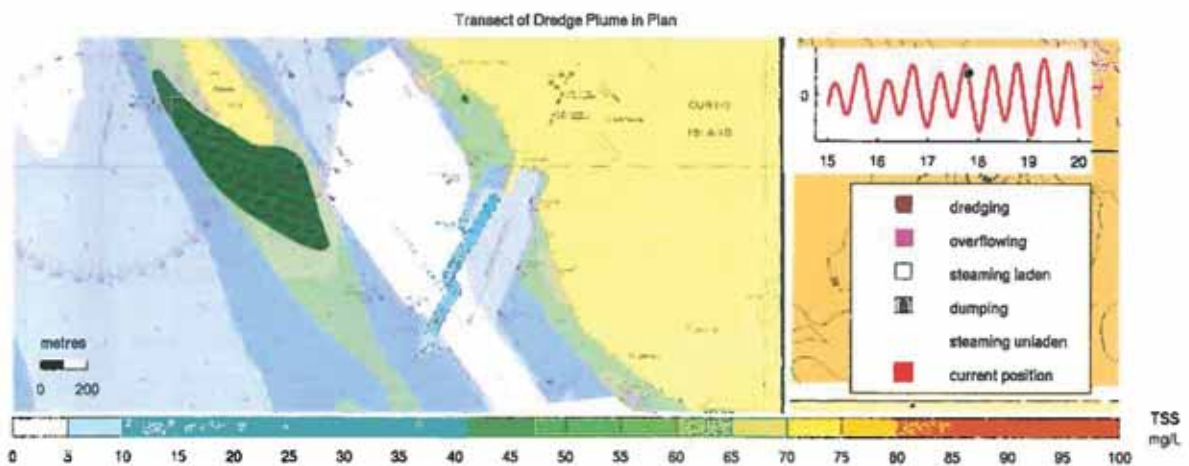 Transect of Dredge Plume in Plan
0
15 16 17 18 19 20
dredging
overflowing
steaming laden
dumping
steaming unladen
current position
metres
0 200
TSS
mg/L
0 5 10 15 20 25 30 35 40 45 50 55 60 65 70 75 80 85 90 95 100